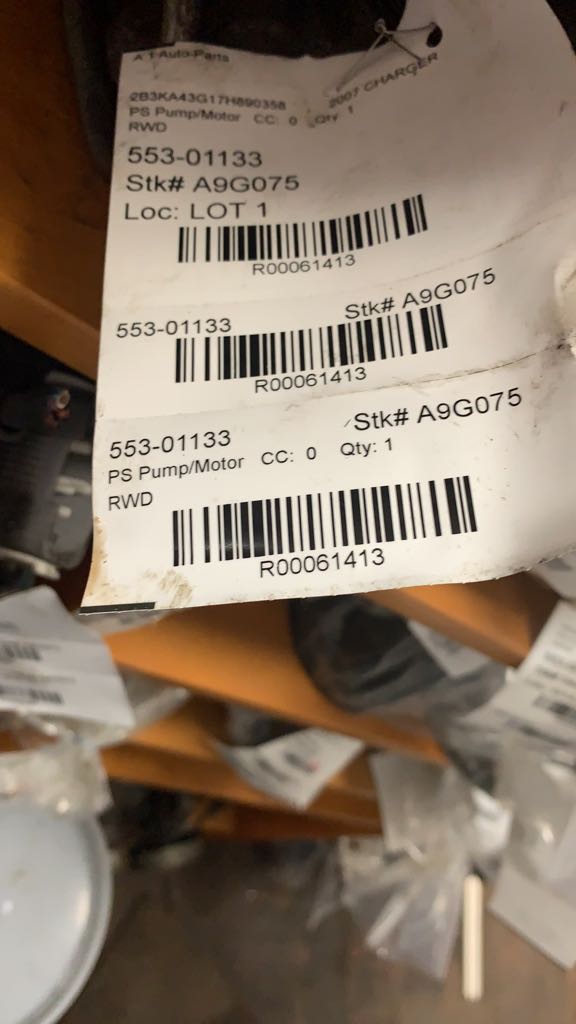 A 1 Auto Parts
2B3KA43G17H890358 2007 CHARGER
PS Pump/Motor CC: 0 Qty 1
RWD
553-01133
Stk# A9G075
Loc: LOT 1
R00061413
553-01133 Stk# A9G075
R00061413
553-01133 Stk# A9G075
PS Pump/Motor CC: 0 Qty: 1
RWD
R00061413